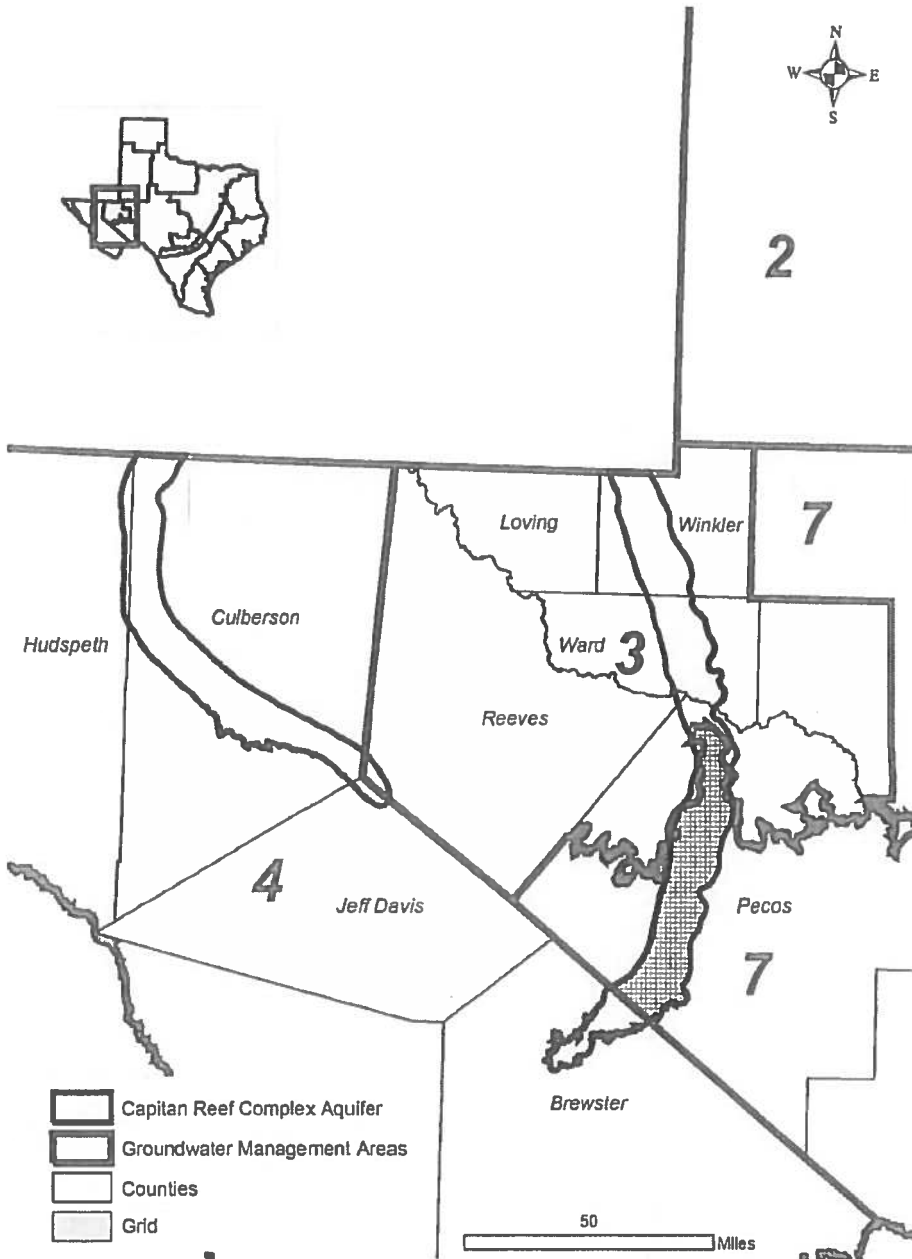 N
W E
S
2
Loving
Winkler
7
Culberson
Hudspeth
Ward
3
Reeves
4
Jeff Davis
Pecos
7
Brewster
Capitan Reef Complex Aquifer
Groundwater Management Areas
Counties
Grid
50
Miles